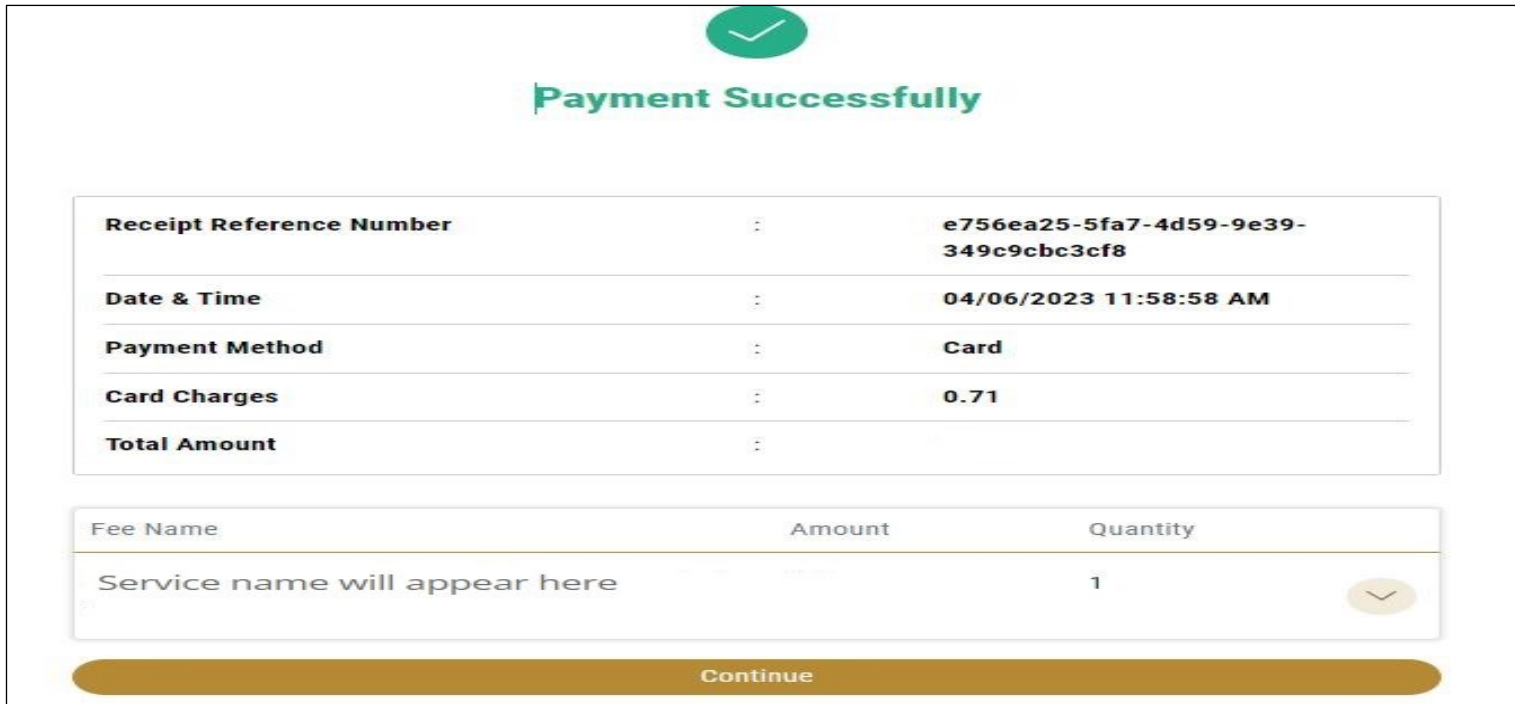 Payment Successfully
Receipt Reference Number : e756ea25-5fa7-4d59-9e39-
349c9cbc3cf8
Date & Time : 04/06/2023 11:58:58 AM
Payment Method : Card
Card Charges : 0.71
Total Amount :
Fee Name Amount Quantity
Service name will appear here 1
Continue